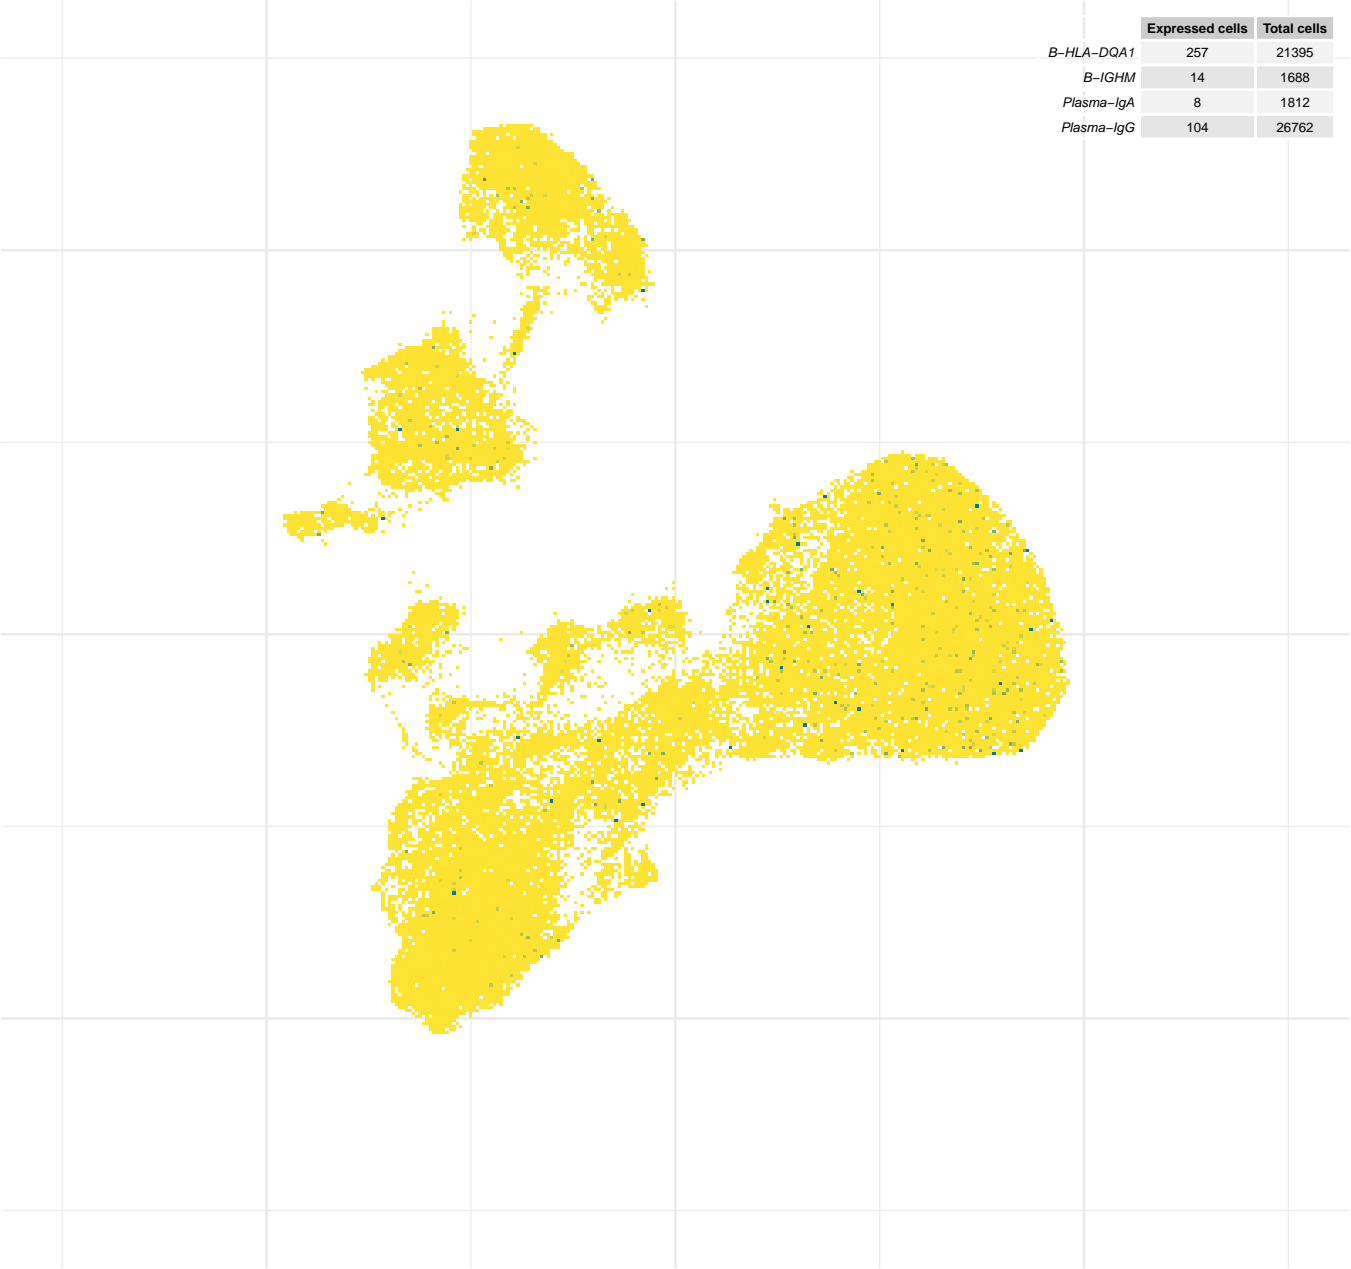 Expressed cells Total cells
B−HLA−DQA1 257 21395
B−IGHM 14 1688
Plasma−IgA 8 1812
Plasma−IgG 104 26762